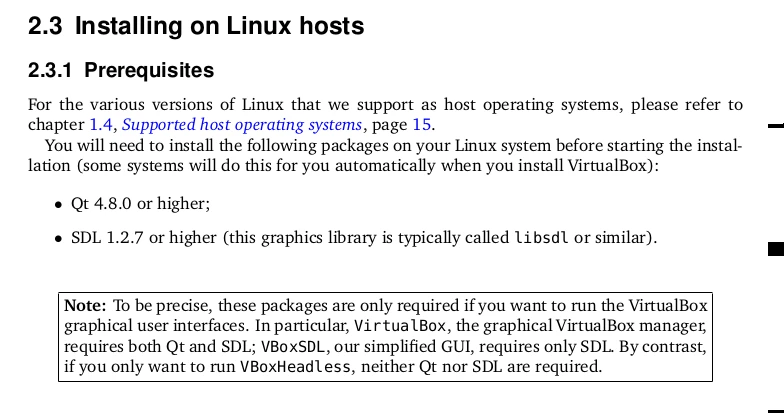 2.3 Installing on Linux hosts
2.3.1 Prerequisites
For the various versions of Linux that we support as host operating systems, please refer to
chapter 1.4, Supported host operating systems, page 15.
You will need to install the following packages on your Linux system before starting the instal-
lation (some systems will do this for you automatically when you install VirtualBox):
• Qt 4.8.0 or higher;
• SDL 1.2.7 or higher (this graphics library is typically called libsdl or similar).
Note: To be precise, these packages are only required if you want to run the VirtualBox
graphical user interfaces. In particular, VirtualBox, the graphical VirtualBox manager,
requires both Qt and SDL; VBoxSDL, our simplified GUI, requires only SDL. By contrast,
if you only want to run VBoxHeadless, neither Qt nor SDL are required.